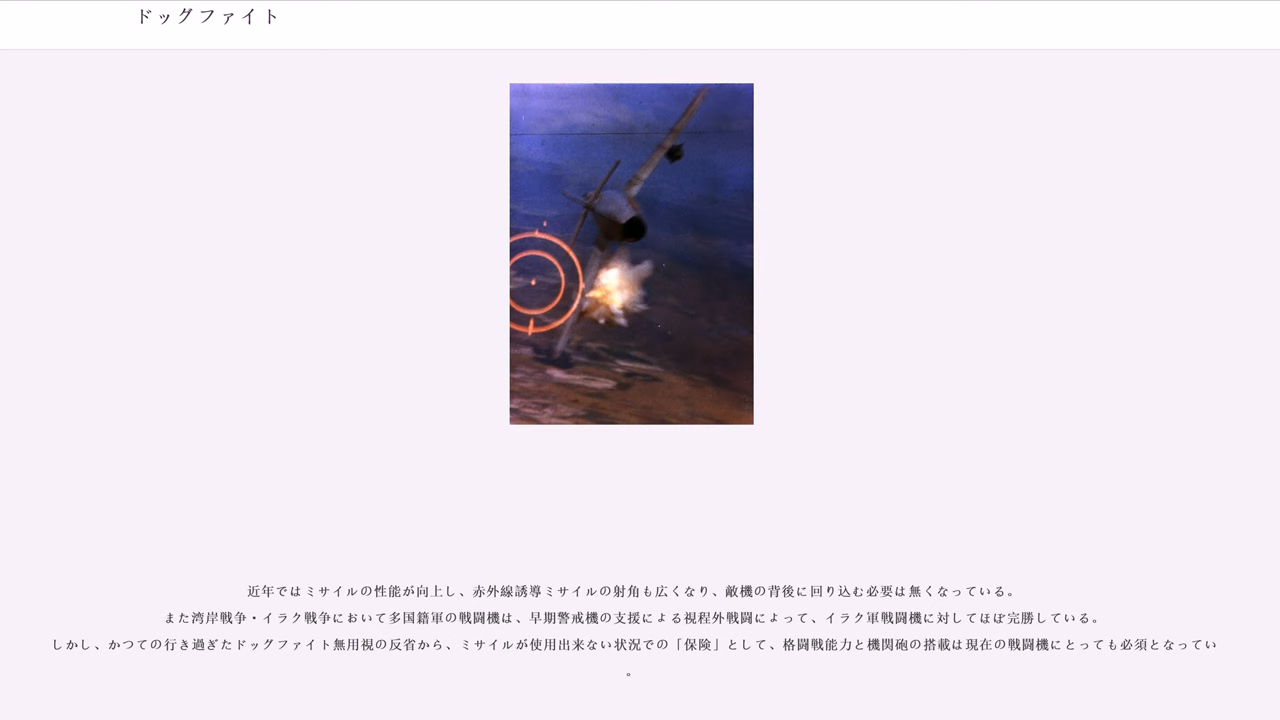 ドッグファイト
近年ではミサイルの性能が向上し、赤外線誘導ミサイルの射角も広くなり、敵機の背後に回り込む必要は無くなっている。
また湾岸戦争・イラク戦争において多国籍軍の戦闘機は、早期警戒機の支援による視程外戦闘によって、イラク軍戦闘機に対してほぼ完勝している。
しかし、かつての行き過ぎたドッグファイト無用視の反省から、ミサイルが使用出来ない状況での「保険」として、格闘戦能力と機関砲の搭載は現在の戦闘機にとっても必須となってい
。